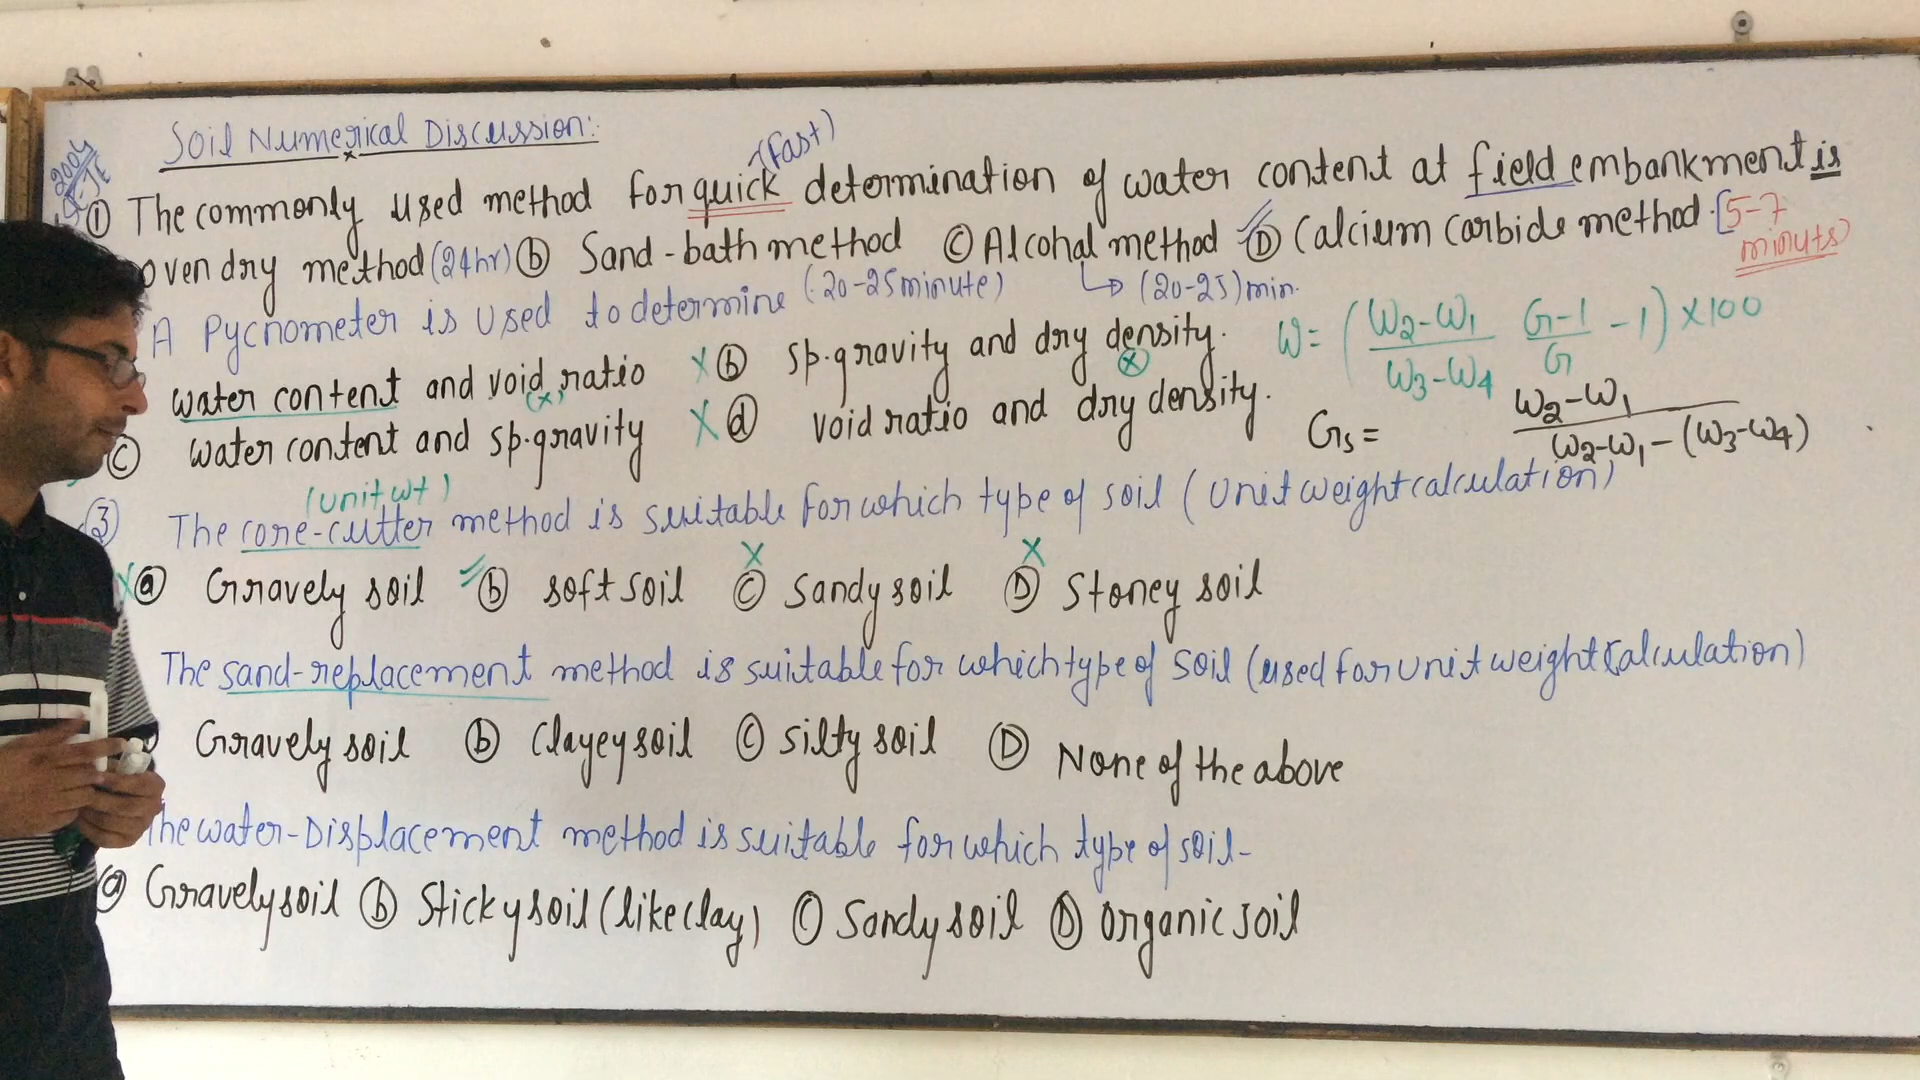 Soil Numerical Discussion:
(Fast)
2004
① The commonly used method for quick determination of water content at field embankment is
oven dry method (24hr) ⓑ Sand-bath method Ⓒ Alcohal method Ⓓ Calcium Carbide method. [5-7
minuts)
(20-25 minute) ↳ (20-25) min.
A Pycnometer is used to determine
water content and void ratio X ⓑ sp.gravity and dry density.
(x) (x)
Ⓒ water content and sp.gravity X ⓓ void ratio and dry density.
W = (W2-W1/W3-W4 G-1/G -1) X100
Gs = W2-W1/W2-W1-(W3-W4)
(unit wt)
③ The core-cutter method is suitable for which type of soil (Unit weight calculation)
X X
X ⓐ Gravely soil ⓑ soft soil Ⓒ Sandy soil Ⓓ Stoney soil
The sand-replacement method is suitable for which type of soil (used for unit weight Calculation)
Gravely soil ⓑ Clayey soil Ⓒ silty soil Ⓓ None of the above
The water-Displacement method is suitable for which type of soil-
ⓐ Gravely soil ⓑ Sticky soil (like clay) Ⓒ Sandy soil Ⓓ Organic soil